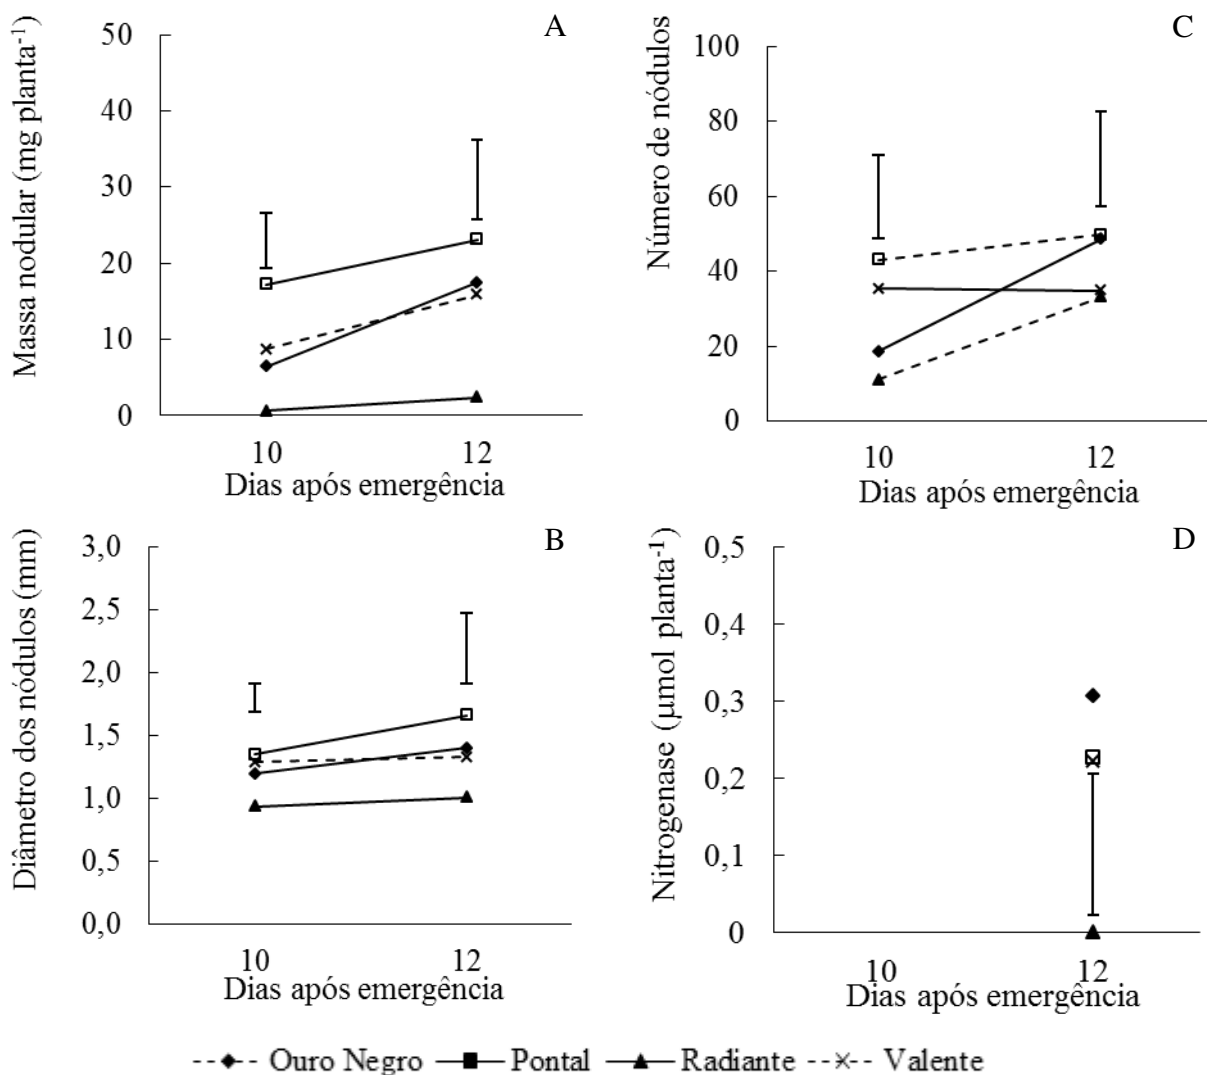 A
Massa nodular (mg planta⁻¹)
50
40
30
20
10
0
10 12
Dias após emergência
C
Número de nódulos
100
80
60
40
20
0
10 12
Dias após emergência
B
Diâmetro dos nódulos (mm)
3,0
2,5
2,0
1,5
1,0
0,5
0,0
10 12
Dias após emergência
D
Nitrogenase (µmol planta⁻¹)
0,5
0,4
0,3
0,2
0,1
0
10 12
Dias após emergência
Ouro Negro Pontal Radiante Valente